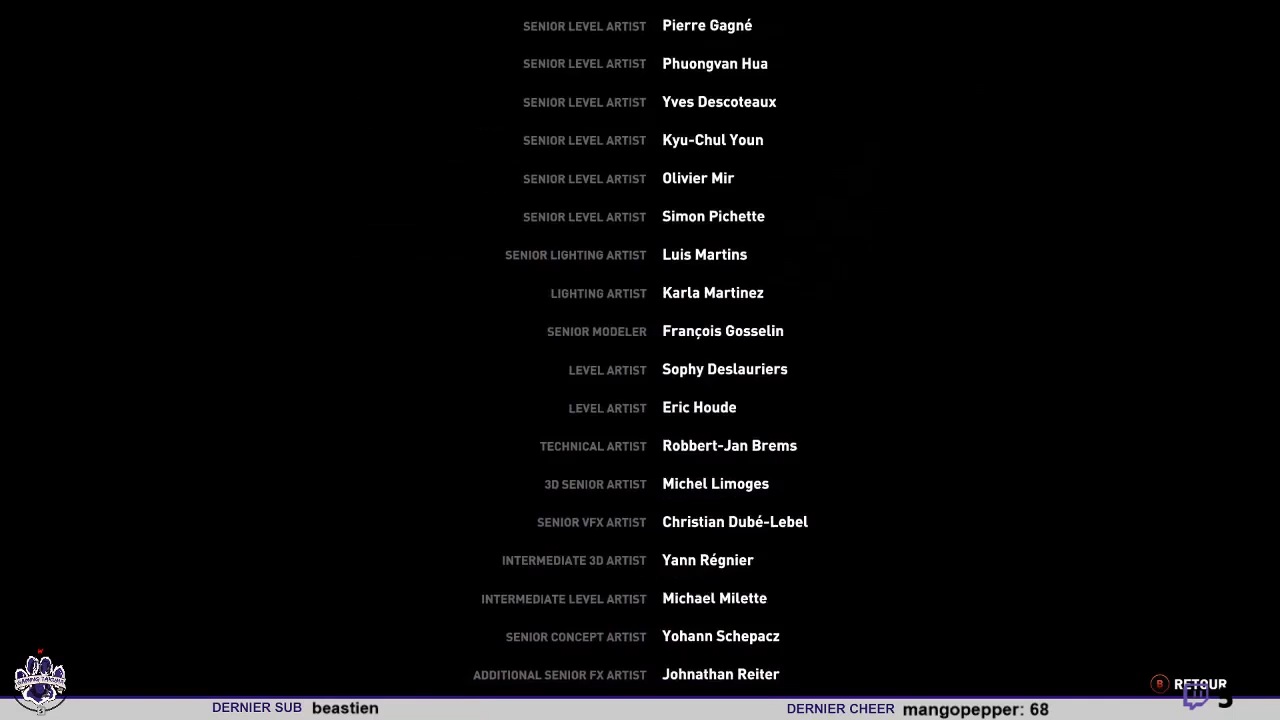 SENIOR LEVEL ARTIST Pierre Gagné
SENIOR LEVEL ARTIST Phuongvan Hua
SENIOR LEVEL ARTIST Yves Descoteaux
SENIOR LEVEL ARTIST Kyu-Chul Youn
SENIOR LEVEL ARTIST Olivier Mir
SENIOR LEVEL ARTIST Simon Pichette
SENIOR LIGHTING ARTIST Luis Martins
LIGHTING ARTIST Karla Martinez
SENIOR MODELER François Gosselin
LEVEL ARTIST Sophy Deslauriers
LEVEL ARTIST Eric Houde
TECHNICAL ARTIST Robbert-Jan Brems
3D SENIOR ARTIST Michel Limoges
SENIOR VFX ARTIST Christian Dubé-Lebel
INTERMEDIATE 3D ARTIST Yann Régnier
INTERMEDIATE LEVEL ARTIST Michael Milette
SENIOR CONCEPT ARTIST Yohann Schepacz
ADDITIONAL SENIOR FX ARTIST Johnathan Reiter
B RETOUR
DERNIER SUB beastien DERNIER CHEER mangopepper: 68